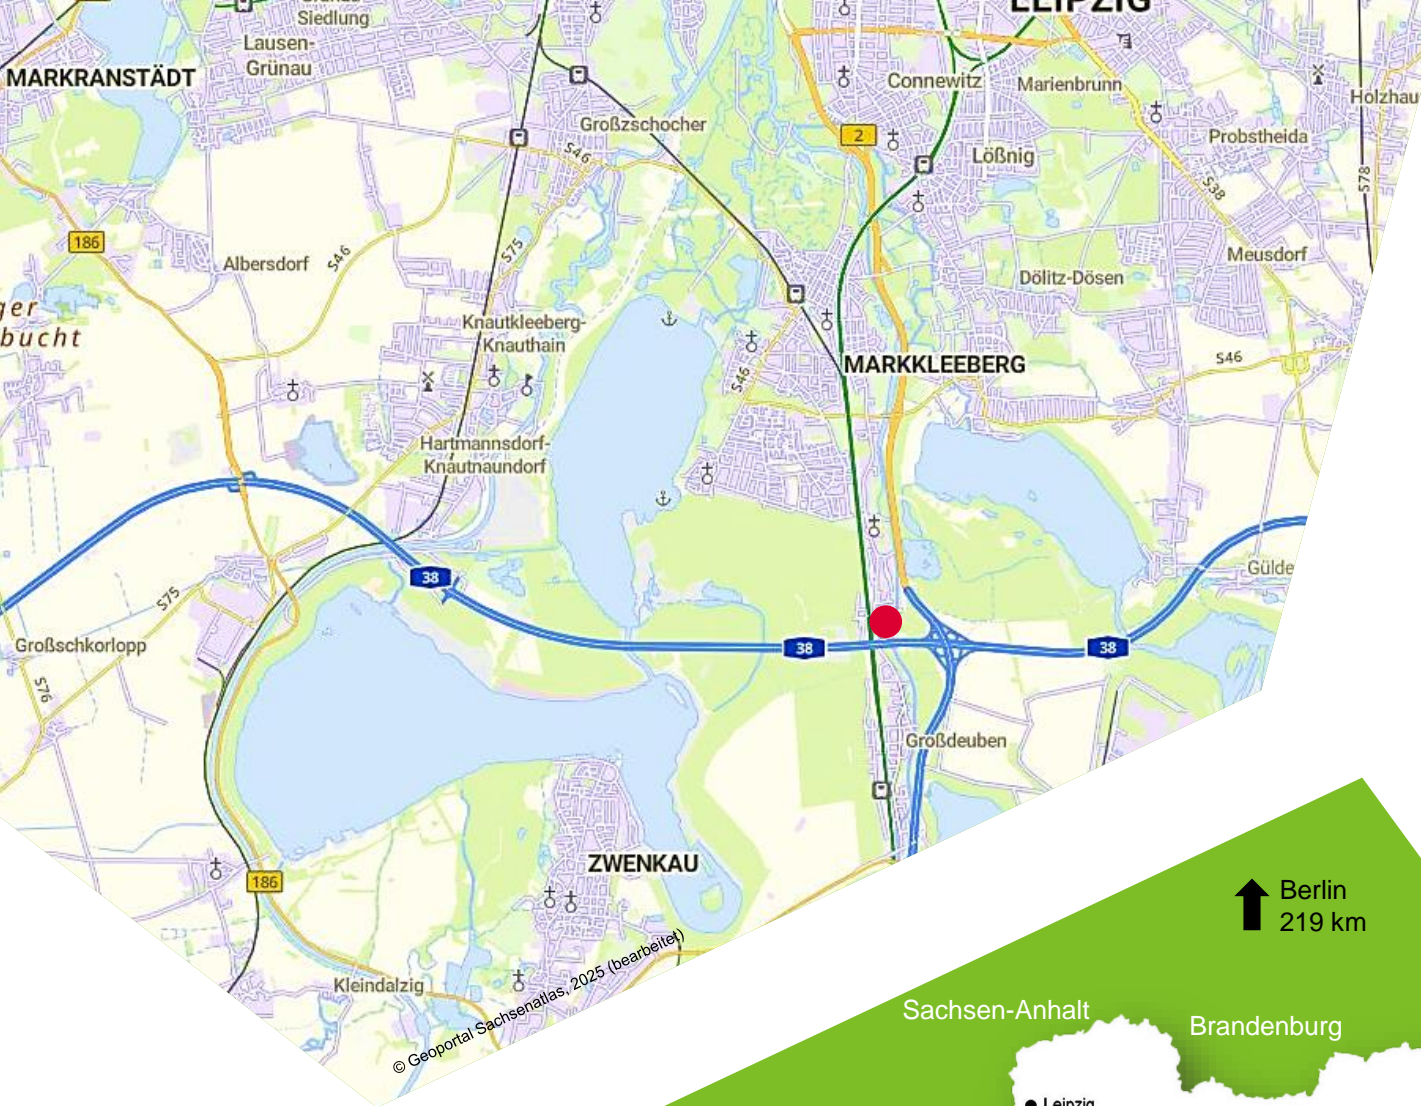 Siedlung
LEIPZIG
Lausen-
Grünau
MARKRANSTÄDT
Connewitz
Marienbrunn
Holzhau
Großzschocher
2
Probstheida
S46
Lößnig
S38
S78
186
Albersdorf
S46
S75
Meusdorf
Dölitz-Dösen
ger
bucht
Knautkleeberg-
Knauthain
MARKKLEEBERG
S46
S46
Hartmannsdorf-
Knautnaundorf
38
Gülde
S75
Großschkorlopp
38
38
S76
Großdeuben
ZWENKAU
186
Kleindalzig
© Geoportal Sachsenatlas, 2025 (bearbeitet)
Berlin
219 km
Sachsen-Anhalt
Brandenburg
Leipzig